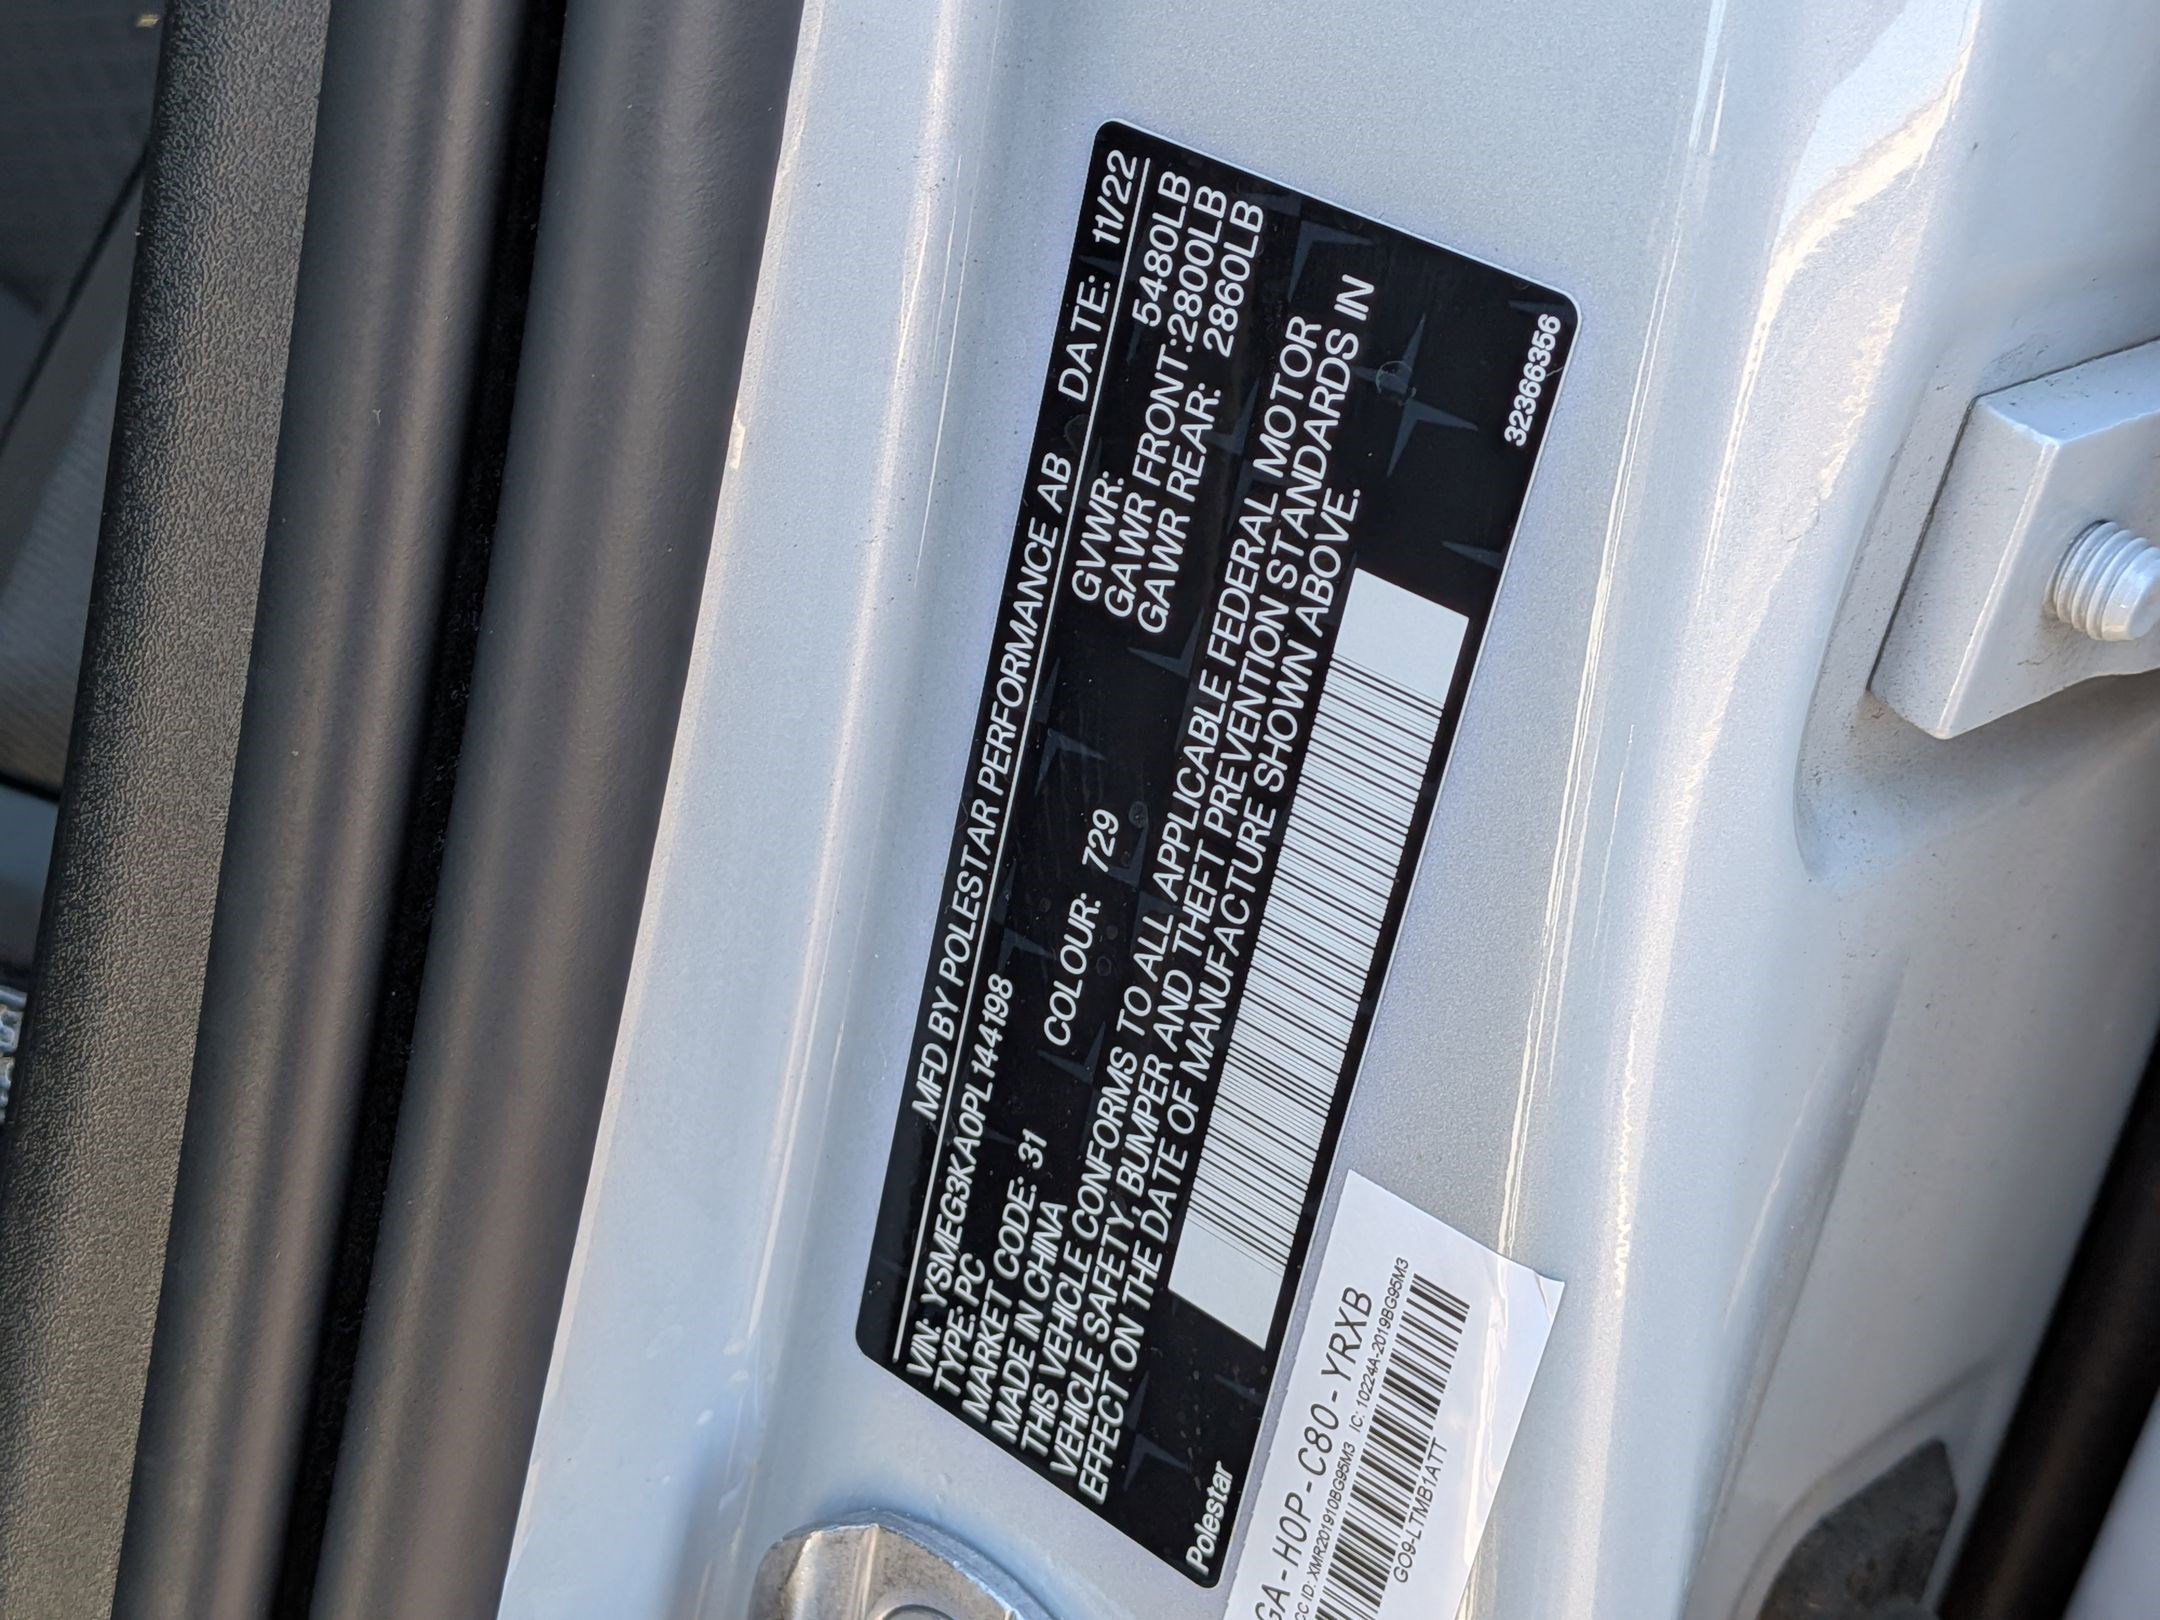 MFD BY POLESTAR PERFORMANCE AB DATE: 11/22
VIN: YSMEG3KA0PL144198 GVWR: 5480LB
TYPE: PC GAWR FRONT: 2800LB
MARKET CODE: 31 COLOUR: 729 GAWR REAR: 2860LB
MADE IN CHINA
THIS VEHICLE CONFORMS TO ALL APPLICABLE FEDERAL MOTOR
VEHICLE SAFETY, BUMPER AND THEFT PREVENTION STANDARDS IN
EFFECT ON THE DATE OF MANUFACTURE SHOWN ABOVE.
Polestar 32366356
GA-H0P-C80-YRXB
CC ID: XMR201910BG95M3 IC: 10224A-2019BG95M3
GO9-LTMB1ATT